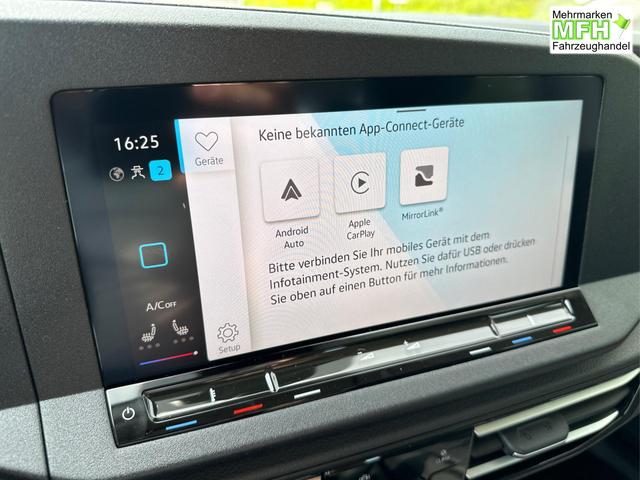 Mehrmarken
MFH
Fahrzeughandel
16:25
2
Geräte
Keine bekannten App-Connect-Geräte
Android
Auto
Apple
CarPlay
MirrorLink®
Bitte verbinden Sie Ihr mobiles Gerät mit dem
Infotainment-System. Nutzen Sie dafür USB oder drücken
Sie oben auf einen Button für mehr Informationen.
A/C OFF
Setup